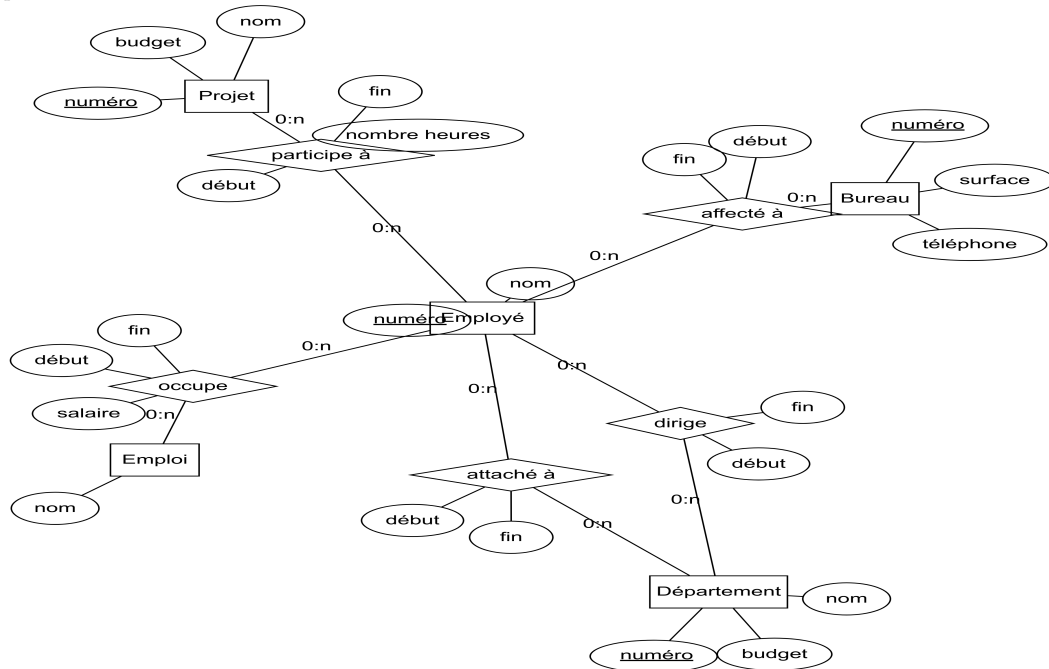 nom
budget
Projet
numéro
fin
0:n
nombre heures
participe à
début
numéro
début
fin
surface
Bureau
0:n
affecté à
téléphone
0:n
0:n
nom
numéro
Employé
fin
0:n
début
occupe
0:n
0:n
salaire
0:n
fin
dirige
Emploi
début
attaché à
nom
début
0:n
0:n
fin
Département
nom
numéro
budget